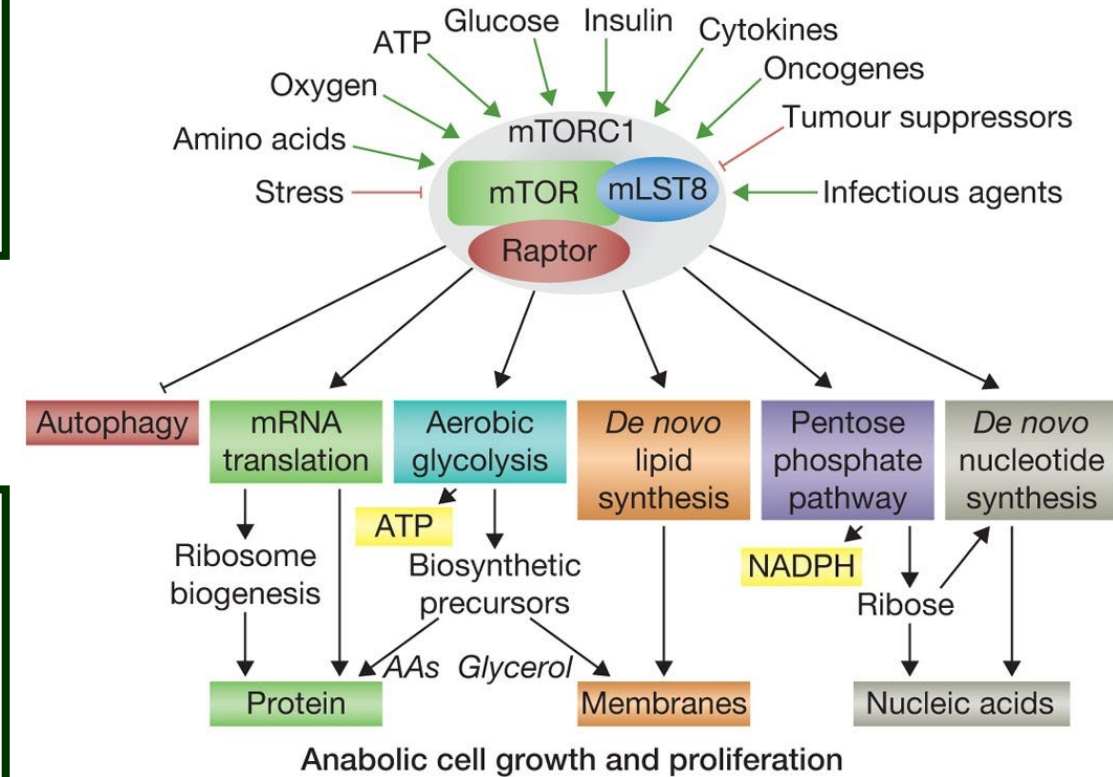 Glucose
Insulin
ATP
Cytokines
Oxygen
Oncogenes
Amino acids
mTORC1
Tumour suppressors
Stress
mTOR
mLST8
Infectious agents
Raptor
Autophagy
mRNA
translation
Aerobic
glycolysis
De novo
lipid
synthesis
Pentose
phosphate
pathway
De novo
nucleotide
synthesis
ATP
NADPH
Ribosome
biogenesis
Biosynthetic
precursors
Ribose
AAs
Glycerol
Protein
Membranes
Nucleic acids
Anabolic cell growth and proliferation